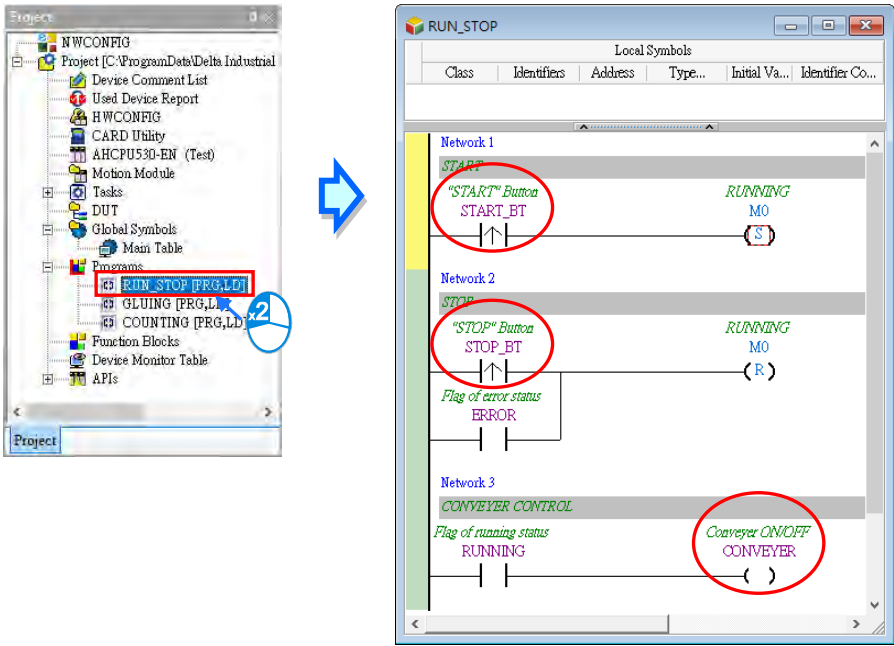 Project
NWCONFIG
Project [C:\ProgramData\Delta Industrial
Device Comment List
Used Device Report
HWCONFIG
CARD Utility
AHCPU530-EN (Test)
Motion Module
Tasks
DUT
Global Symbols
Main Table
Programs
RUN_STOP [PRG,LD]
GLUING [PRG,LD]
COUNTING [PRG,LD]
x2
Function Blocks
Device Monitor Table
APIs
Project
RUN_STOP
Local Symbols
Class Identifiers Address Type... Initial Va... Identifier Co...
Network 1
START
"START" Button RUNNING
START_BT M0
S
Network 2
STOP
"STOP" Button RUNNING
STOP_BT M0
R
Flag of error status
ERROR
Network 3
CONVEYER CONTROL
Flag of running status Conveyer ON/OFF
RUNNING CONVEYER